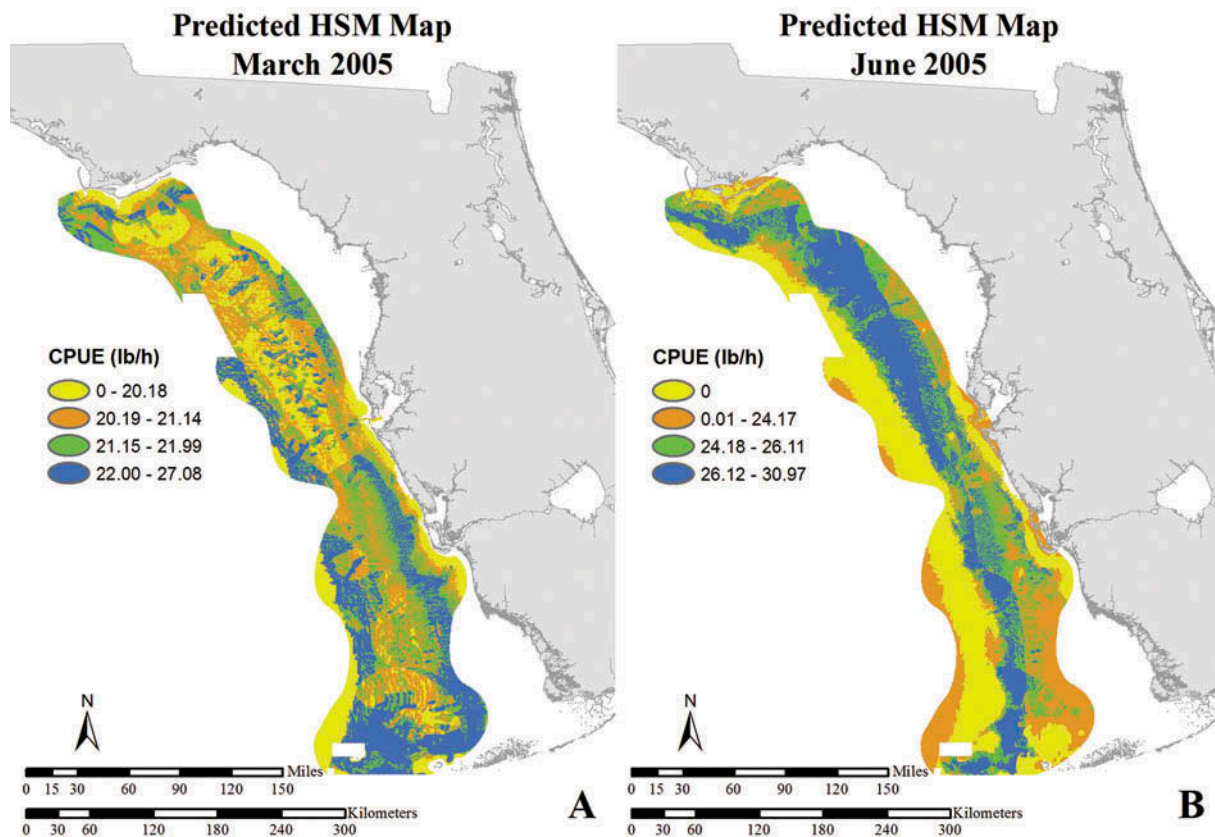 Predicted HSM Map
March 2005
CPUE (lb/h)
0 - 20.18
20.19 - 21.14
21.15 - 21.99
22.00 - 27.08
N
Miles
0 15 30 60 90 120 150
Kilometers
0 30 60 120 180 240 300
A
Predicted HSM Map
June 2005
CPUE (lb/h)
0
0.01 - 24.17
24.18 - 26.11
26.12 - 30.97
N
Miles
0 15 30 60 90 120 150
Kilometers
0 30 60 120 180 240 300
B